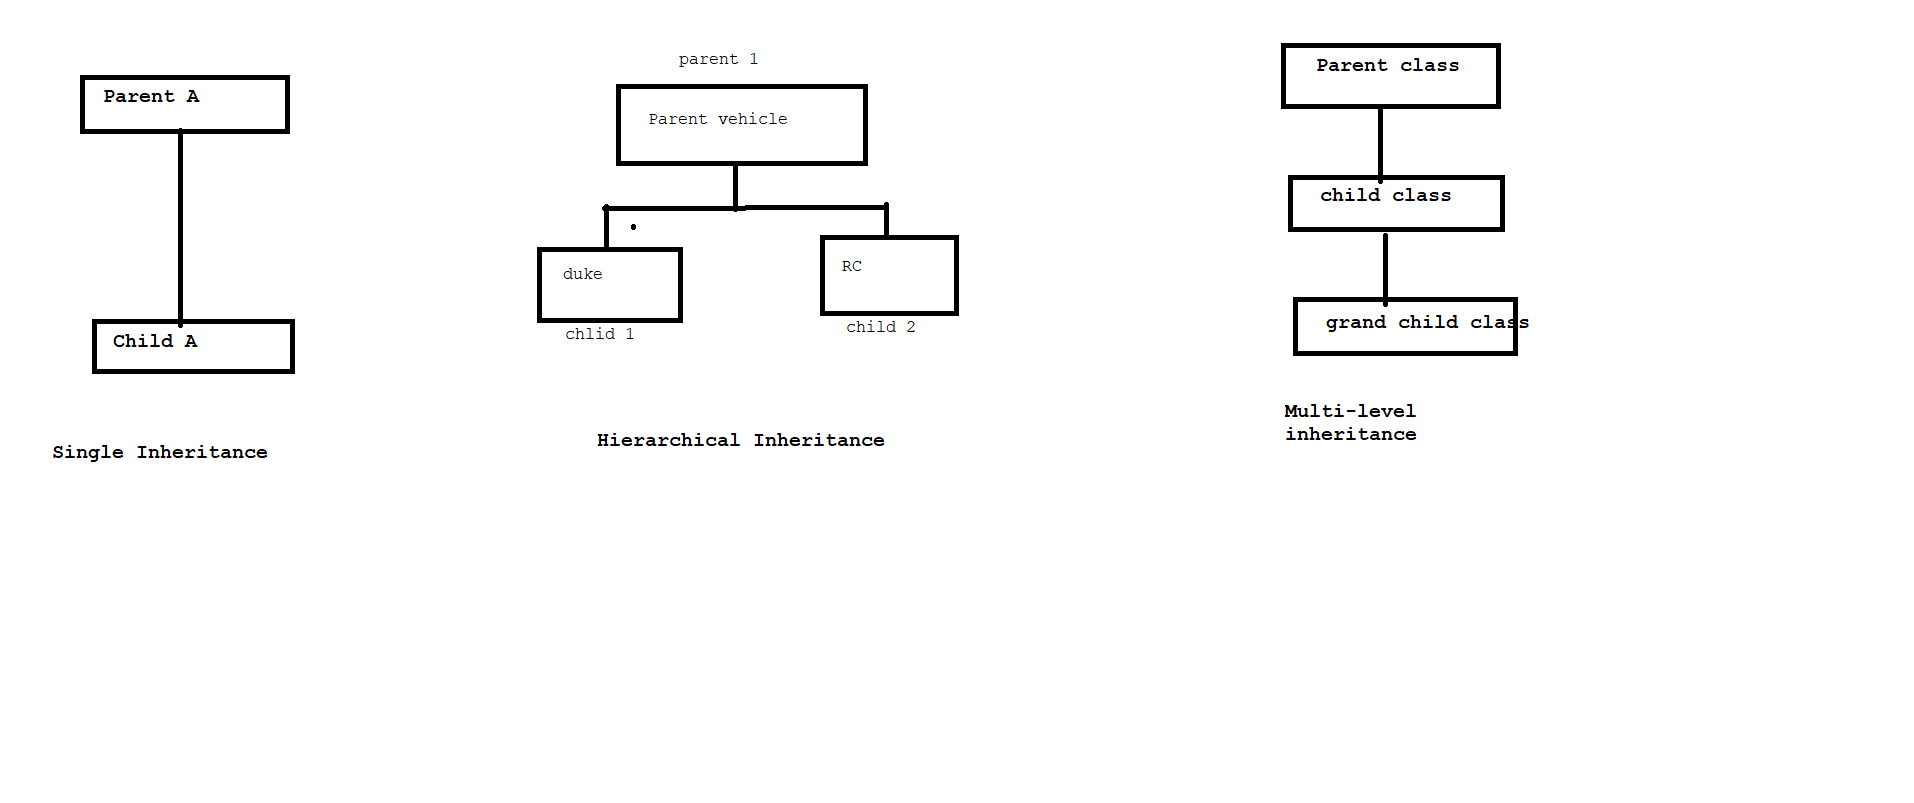 Parent A
Child A
Single Inheritance
parent 1
Parent vehicle
duke
chlid 1
RC
child 2
Hierarchical Inheritance
Parent class
child class
grand child class
Multi-level
inheritance